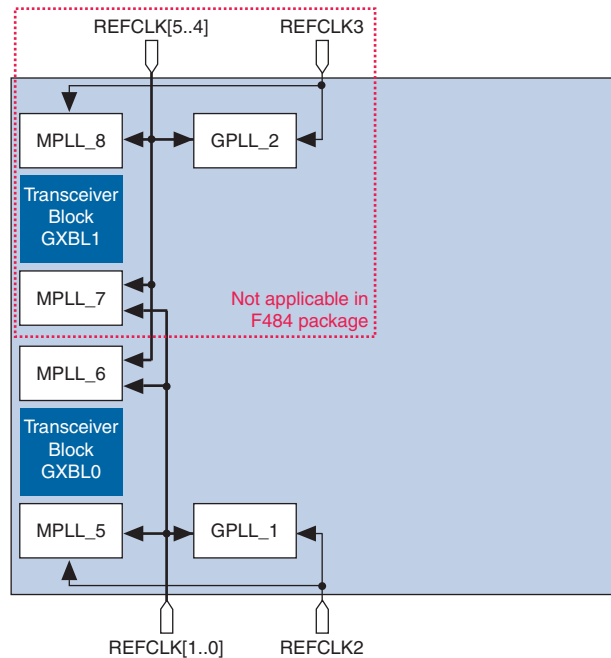 REFCLK[5..4]
REFCLK3
MPLL_8
GPLL_2
Transceiver
Block
GXBL1
MPLL_7
Not applicable in
F484 package
MPLL_6
Transceiver
Block
GXBL0
MPLL_5
GPLL_1
REFCLK[1..0]
REFCLK2